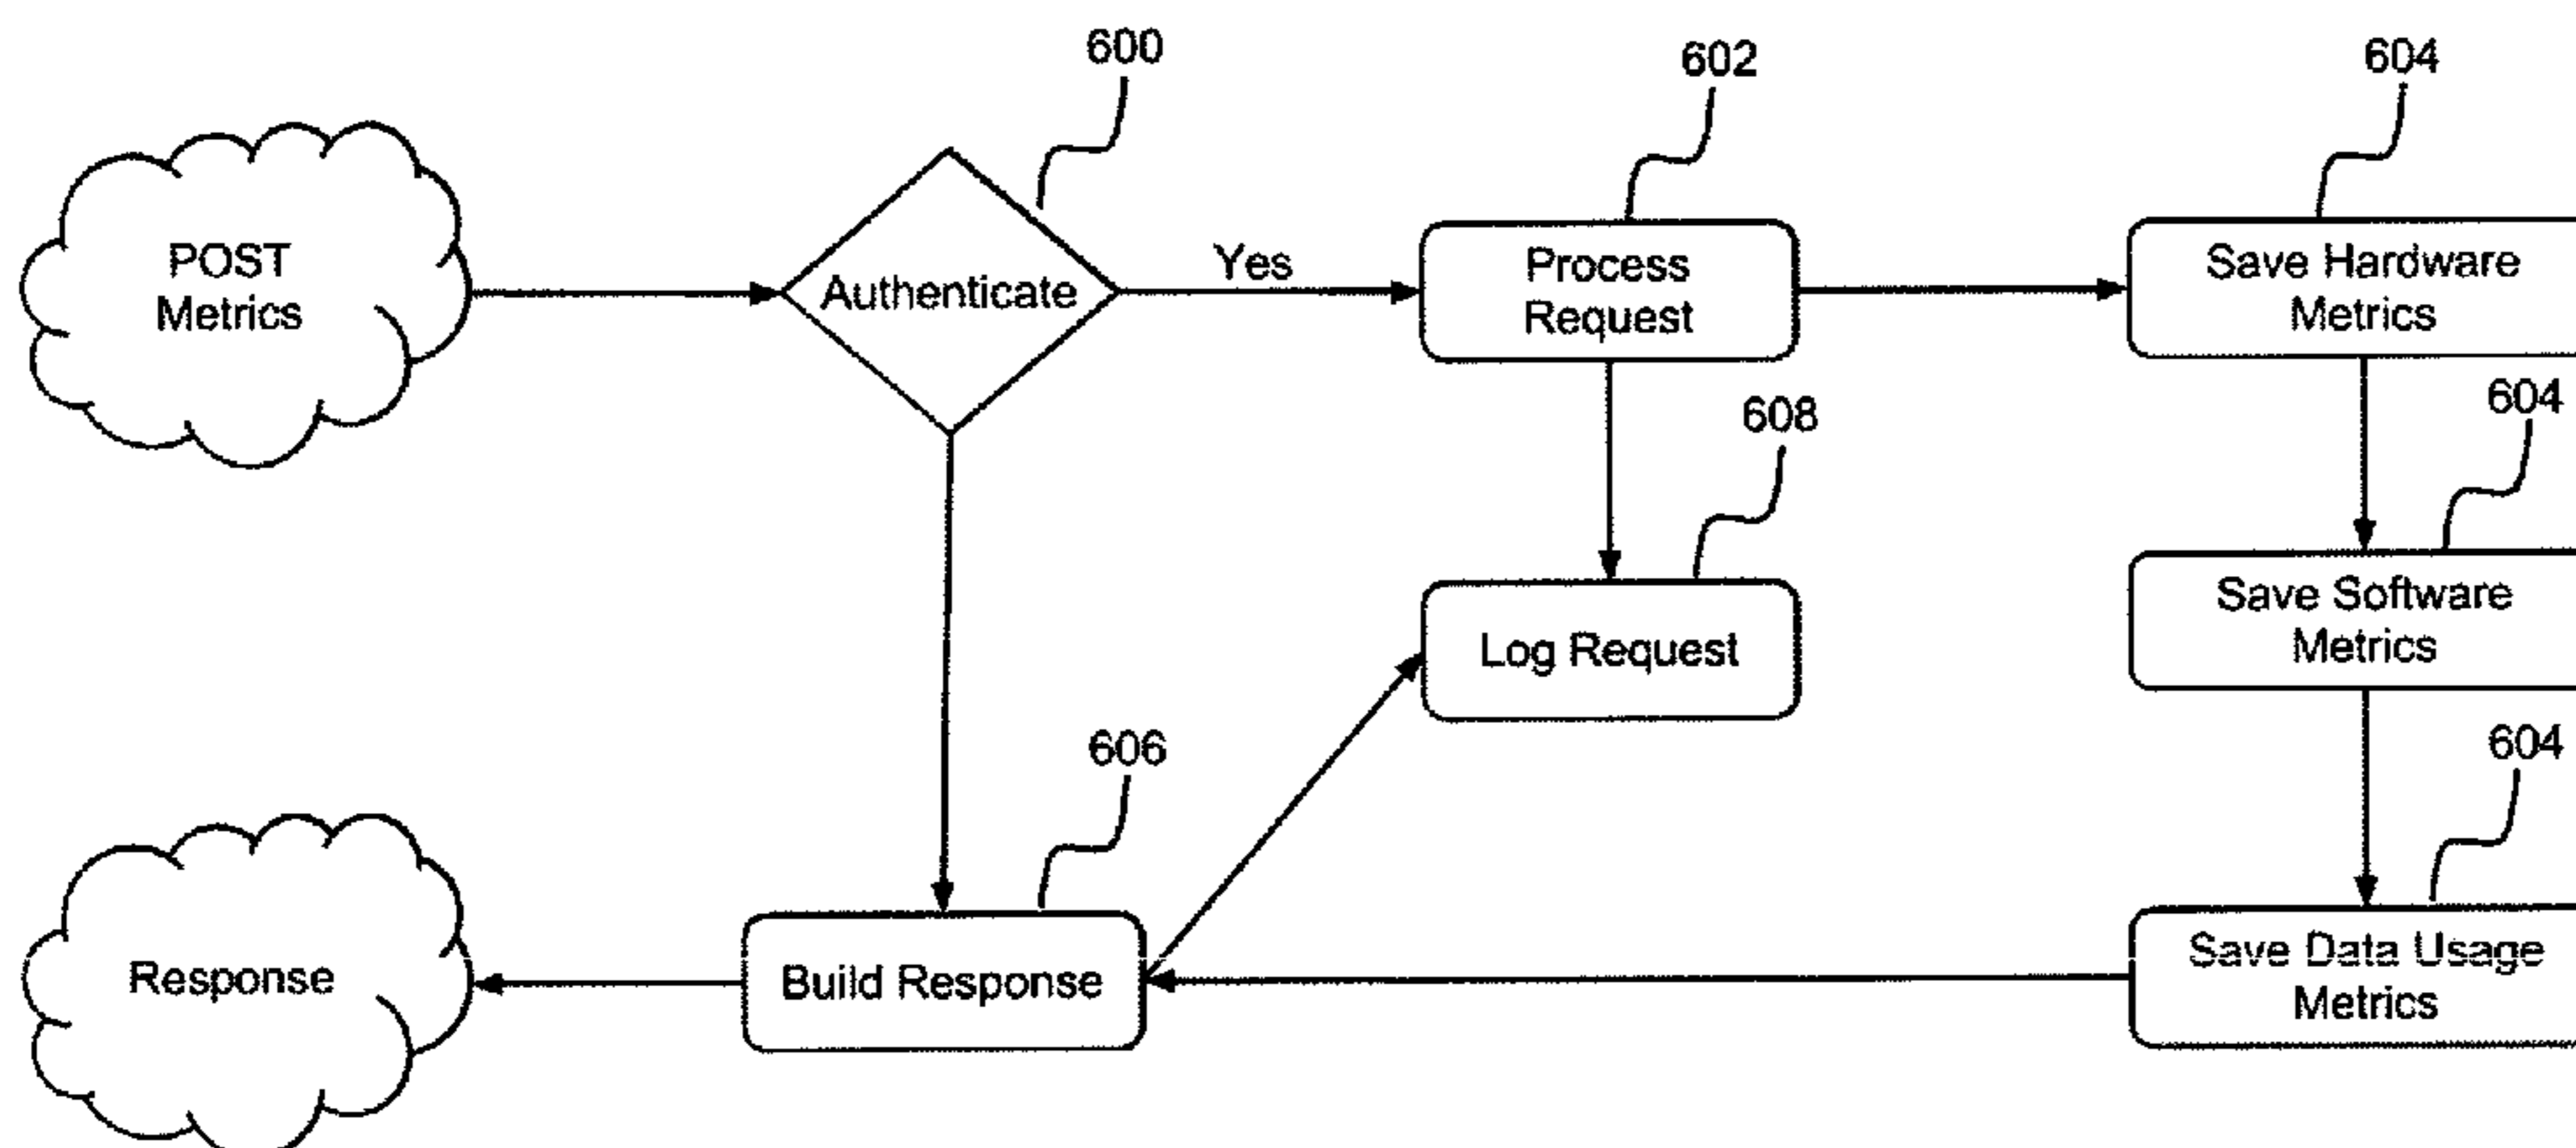 600
602
604
POST
Metrics
Authenticate
Yes
Process
Request
Save Hardware
Metrics
608
604
Log Request
Save Software
Metrics
606
604
Response
Build Response
Save Data Usage
Metrics